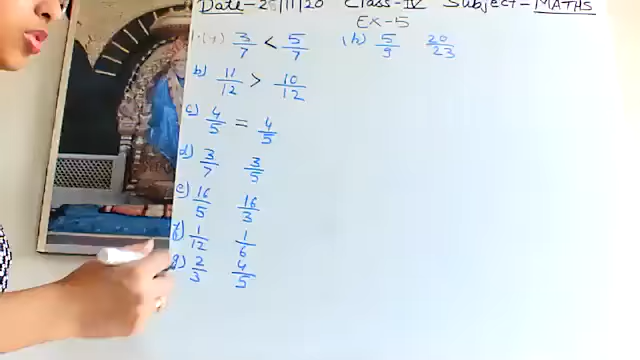 Date-25/11/20 Class-IV Subject-MATHS
Ex-5
1.(a) 3/7 < 5/7 (h) 5/9 20/23
b) 11/12 > 10/12
c) 4/5 = 4/5
d) 3/7 3/5
e) 16/5 16/3
f) 1/12 1/6
g) 2/3 4/5